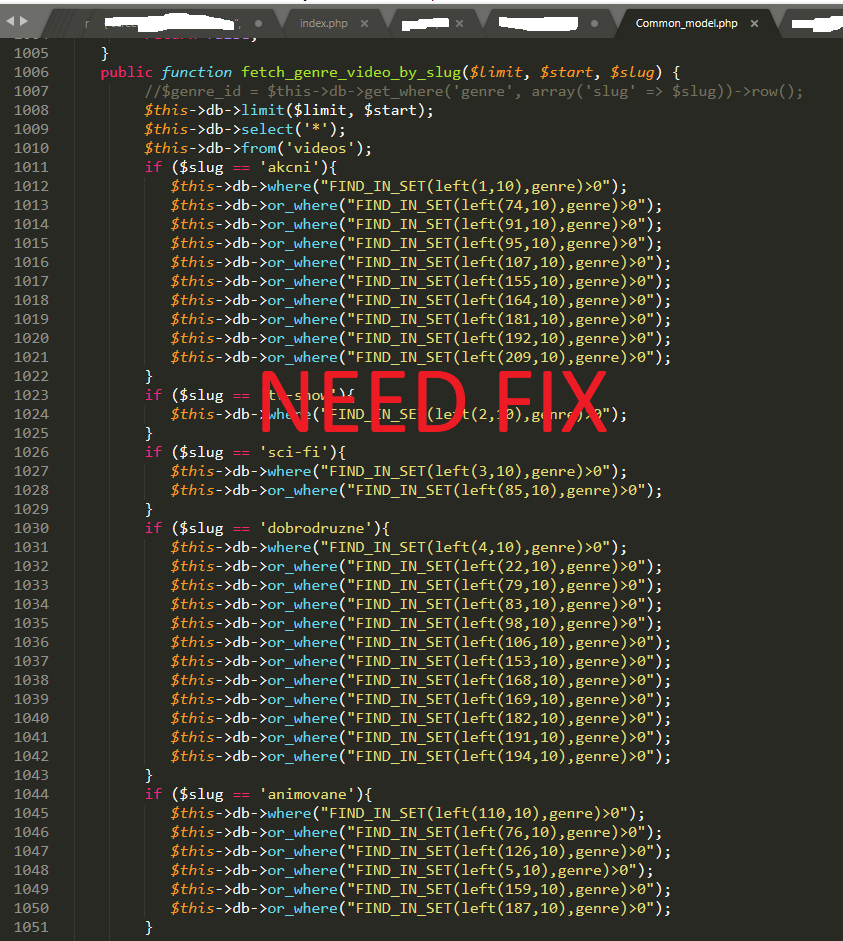 r ",
index.php
Common_model.php
1005 }
1006 public function fetch_genre_video_by_slug($limit, $start, $slug) {
1007 //$genre_id = $this->db->get_where('genre', array('slug' => $slug))->row();
1008 $this->db->limit($limit, $start);
1009 $this->db->select('*');
1010 $this->db->from('videos');
1011 if ($slug == 'akcni'){
1012 $this->db->where("FIND_IN_SET(left(1,10),genre)>0");
1013 $this->db->or_where("FIND_IN_SET(left(74,10),genre)>0");
1014 $this->db->or_where("FIND_IN_SET(left(91,10),genre)>0");
1015 $this->db->or_where("FIND_IN_SET(left(95,10),genre)>0");
1016 $this->db->or_where("FIND_IN_SET(left(107,10),genre)>0");
1017 $this->db->or_where("FIND_IN_SET(left(155,10),genre)>0");
1018 $this->db->or_where("FIND_IN_SET(left(164,10),genre)>0");
1019 $this->db->or_where("FIND_IN_SET(left(181,10),genre)>0");
1020 $this->db->or_where("FIND_IN_SET(left(192,10),genre)>0");
1021 $this->db->or_where("FIND_IN_SET(left(209,10),genre)>0");
1022 }
1023 if ($slug == 'tv-show'){
NEED FIX
1024 $this->db->where("FIND_IN_SET(left(2,10),genre)>0");
1025 }
1026 if ($slug == 'sci-fi'){
1027 $this->db->where("FIND_IN_SET(left(3,10),genre)>0");
1028 $this->db->or_where("FIND_IN_SET(left(85,10),genre)>0");
1029 }
1030 if ($slug == 'dobrodruzne'){
1031 $this->db->where("FIND_IN_SET(left(4,10),genre)>0");
1032 $this->db->or_where("FIND_IN_SET(left(22,10),genre)>0");
1033 $this->db->or_where("FIND_IN_SET(left(79,10),genre)>0");
1034 $this->db->or_where("FIND_IN_SET(left(83,10),genre)>0");
1035 $this->db->or_where("FIND_IN_SET(left(98,10),genre)>0");
1036 $this->db->or_where("FIND_IN_SET(left(106,10),genre)>0");
1037 $this->db->or_where("FIND_IN_SET(left(153,10),genre)>0");
1038 $this->db->or_where("FIND_IN_SET(left(168,10),genre)>0");
1039 $this->db->or_where("FIND_IN_SET(left(169,10),genre)>0");
1040 $this->db->or_where("FIND_IN_SET(left(182,10),genre)>0");
1041 $this->db->or_where("FIND_IN_SET(left(191,10),genre)>0");
1042 $this->db->or_where("FIND_IN_SET(left(194,10),genre)>0");
1043 }
1044 if ($slug == 'animovane'){
1045 $this->db->where("FIND_IN_SET(left(110,10),genre)>0");
1046 $this->db->or_where("FIND_IN_SET(left(76,10),genre)>0");
1047 $this->db->or_where("FIND_IN_SET(left(126,10),genre)>0");
1048 $this->db->or_where("FIND_IN_SET(left(5,10),genre)>0");
1049 $this->db->or_where("FIND_IN_SET(left(159,10),genre)>0");
1050 $this->db->or_where("FIND_IN_SET(left(187,10),genre)>0");
1051 }